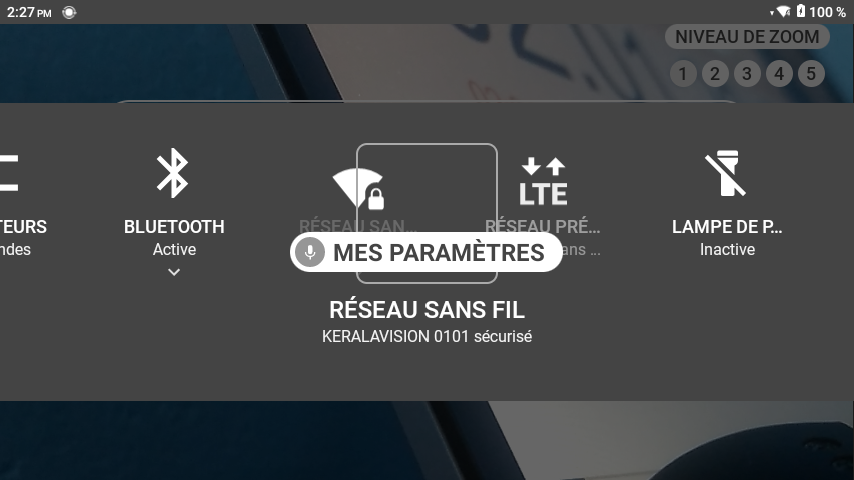 2:27 PM
100 %
NIVEAU DE ZOOM
1 2 3 4 5
TEURS
BLUETOOTH
RÉSEAU SAN...
RÉSEAU PRÉ...
LAMPE DE P...
ndes
Active
ans ...
Inactive
MES PARAMÈTRES
LTE
RÉSEAU SANS FIL
KERALAVISION 0101 sécurisé